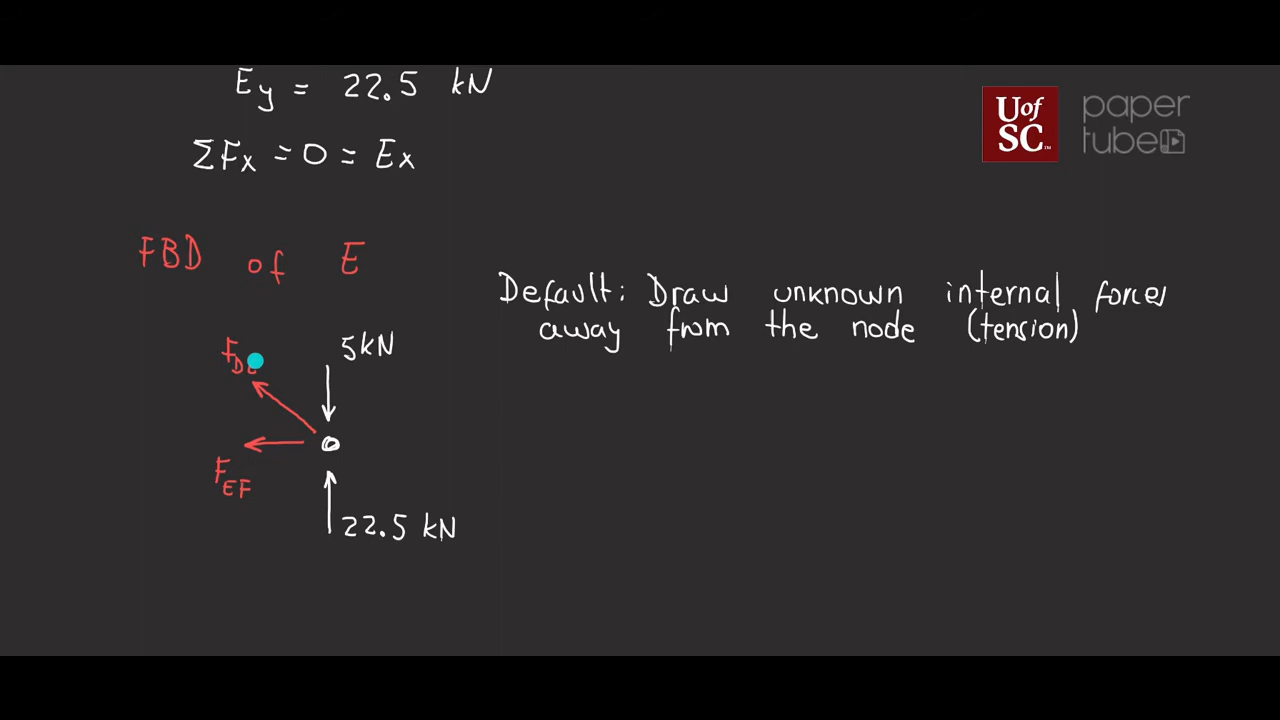 Ey = 22.5 kN
ΣFx = 0 = Ex
UofSC™
paper
tube
FBD of E
Default: Draw unknown internal forces
away from the node (tension)
5kN
FEF
22.5 kN